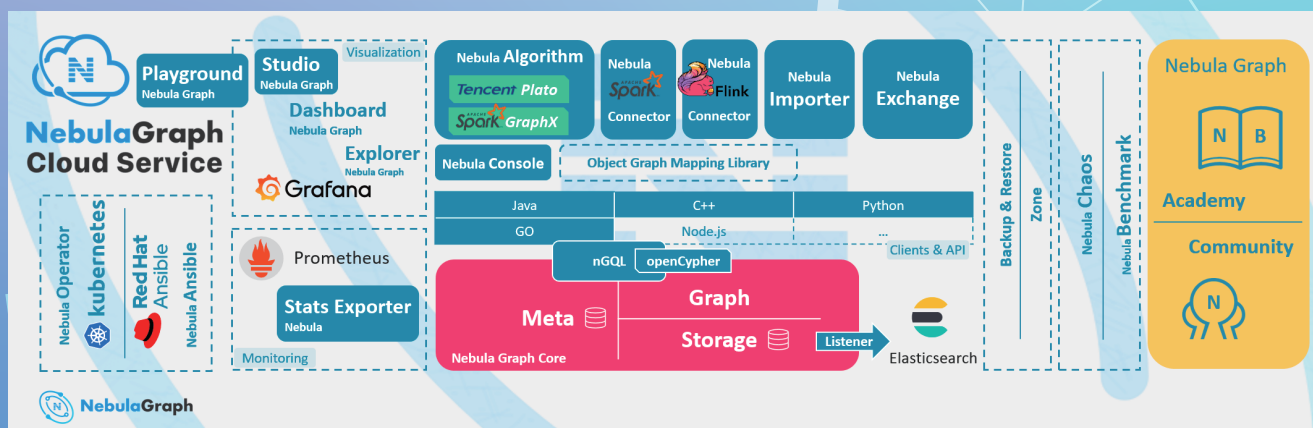 N
NebulaGraph
Cloud Service
Playground
Nebula Graph
Visualization
Studio
Nebula Graph
Dashboard
Nebula Graph
Explorer
Nebula Graph
Grafana
Nebula Operator
kubernetes
Red Hat
Ansible
Nebula Ansible
Prometheus
Stats Exporter
Nebula
Monitoring
Nebula Algorithm
Tencent Plato
APACHE
Spark GraphX
Nebula
APACHE
Spark
Connector
Nebula
Flink
Connector
Nebula
Importer
Nebula
Exchange
Nebula Console
Object Graph Mapping Library
Java
C++
Python
GO
Node.js
...
Clients & API
nGQL
openCypher
Meta
Graph
Storage
Nebula Graph Core
Listener
Elasticsearch
Backup & Restore
Zone
Nebula Chaos
Nebula Benchmark
Nebula Graph
N B
Academy
Community
N
N
NebulaGraph